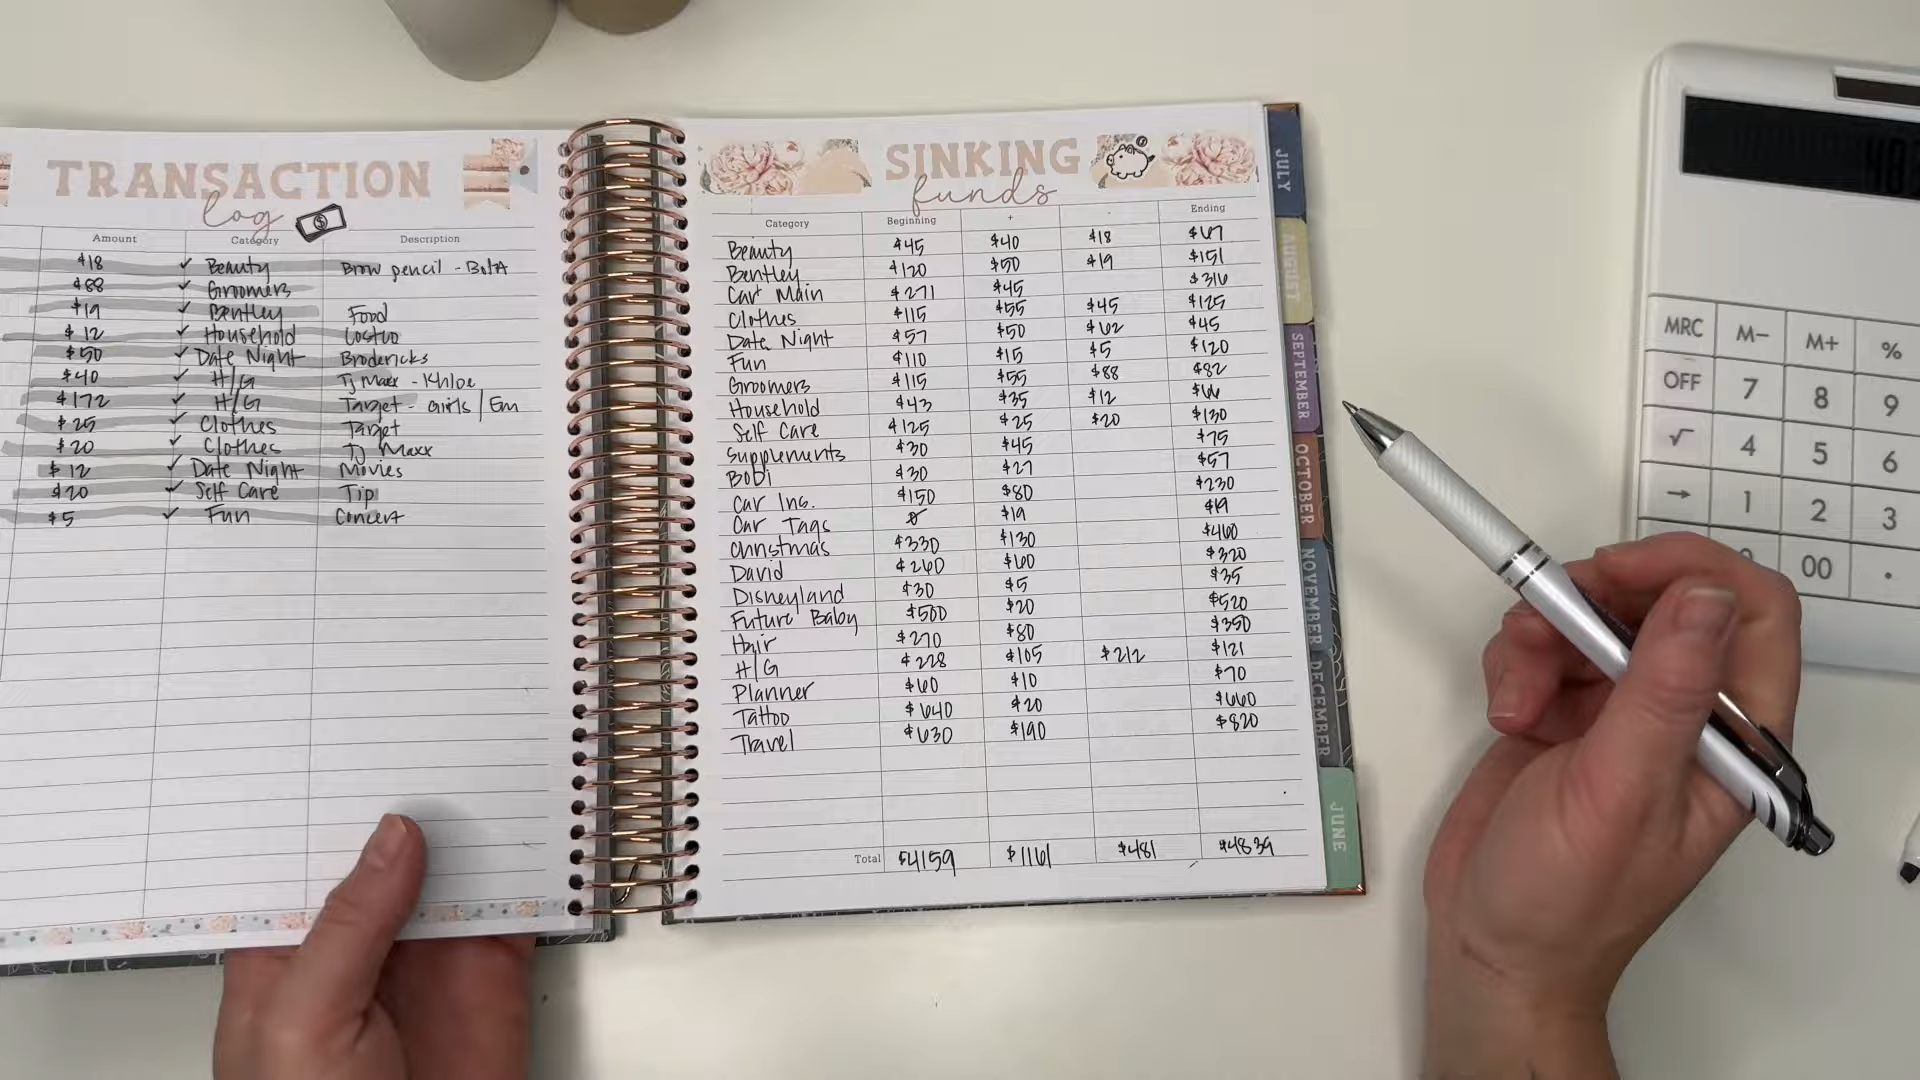 TRANSACTION
log
Amount Category Description
$18 ✓ Beauty Brow pencil - BotA
$88 ✓ Groomers
$19 ✓ Bentley Food
$12 ✓ Household Costco
$50 ✓ Date Night Brodericks
$40 ✓ H/G Tj Maxx - Khloe
$172 ✓ H/G Target - girls / Em
$25 ✓ Clothes Target
$20 ✓ Clothes Tj Maxx
$12 ✓ Date Night Movies
$20 ✓ Self Care Tip
$5 ✓ Fun Concert
SINKING
funds
Category Beginning + - Ending
Beauty $45 $40 $18 $67
Bentley $120 $50 $19 $151
Car Main $271 $45 $316
Clothes $115 $55 $45 $125
Date Night $57 $50 $62 $45
Fun $110 $15 $5 $120
Groomers $115 $55 $88 $82
Household $43 $35 $12 $66
Self Care $125 $25 $20 $130
Supplements $30 $45 $75
BoDi $30 $27 $57
Car Ins. $150 $80 $230
Car Tags 0 $19 $19
Christmas $330 $130 $460
David $260 $60 $320
Disneyland $30 $5 $35
Future Baby $500 $20 $520
Hair $270 $80 $350
H/G $228 $105 $212 $121
Planner $60 $10 $70
Tattoo $640 $20 $660
Travel $630 $190 $820
Total $4159 $1161 $481 $4839
JULY
AUGUST
SEPTEMBER
OCTOBER
NOVEMBER
DECEMBER
JUNE
MRC M− M+ %
OFF 7 8 9
√ 4 5 6
→ 1 2 3
00 .